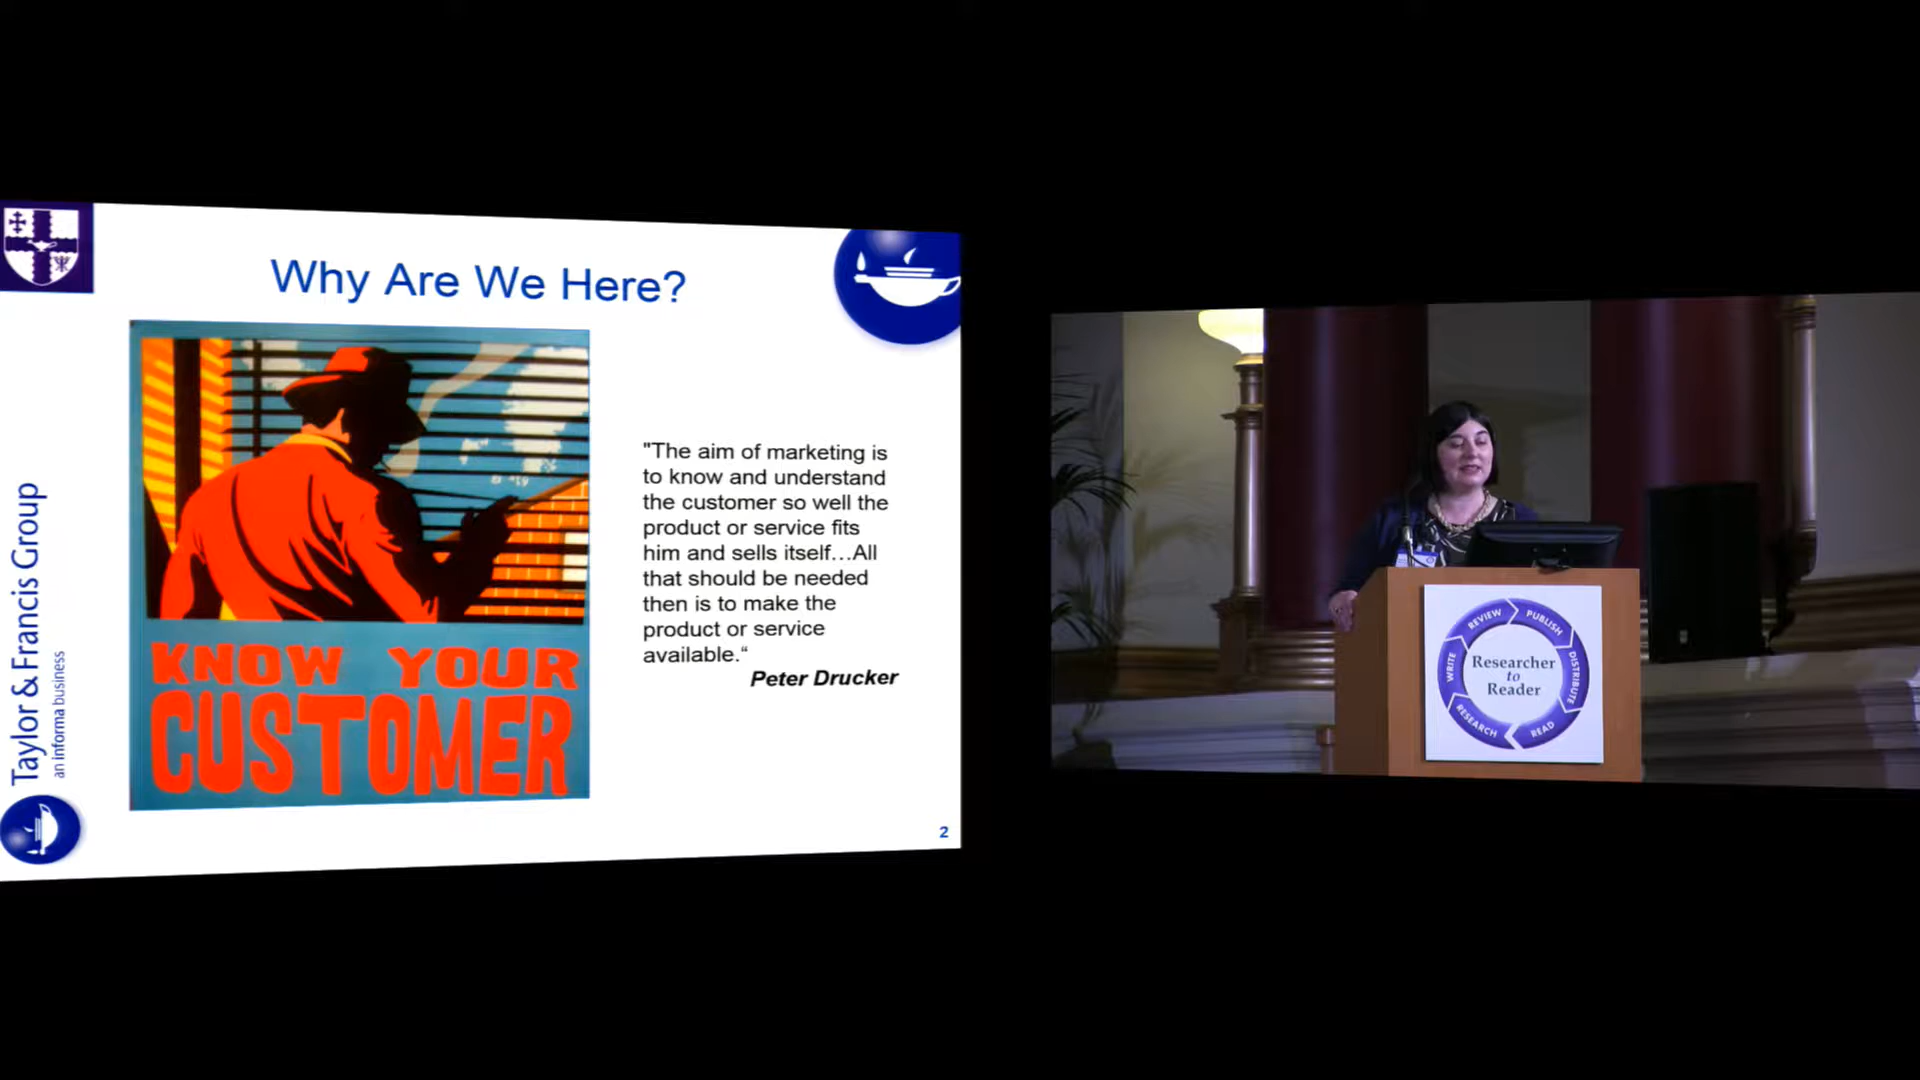 Why Are We Here?
Taylor & Francis Group
an informa business
KNOW YOUR
CUSTOMER
"The aim of marketing is
to know and understand
the customer so well the
product or service fits
him and sells itself…All
that should be needed
then is to make the
product or service
available.“
Peter Drucker
2
REVIEW
PUBLISH
DISTRIBUTE
READ
RESEARCH
WRITE
Researcher
to
Reader